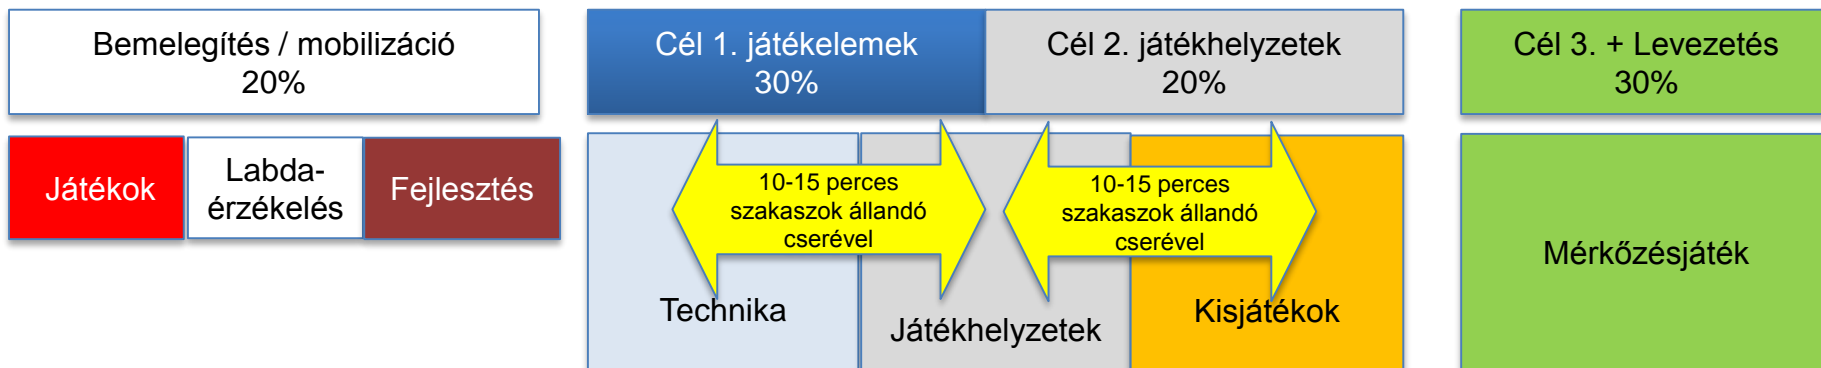 Bemelegítés / mobilizáció
20%
Cél 1. játékelemek
30%
Cél 2. játékhelyzetek
20%
Cél 3. + Levezetés
30%
Játékok
Labda-
érzékelés
Fejlesztés
10-15 perces
szakaszok állandó
cserével
10-15 perces
szakaszok állandó
cserével
Technika
Játékhelyzetek
Kisjátékok
Mérkőzésjáték